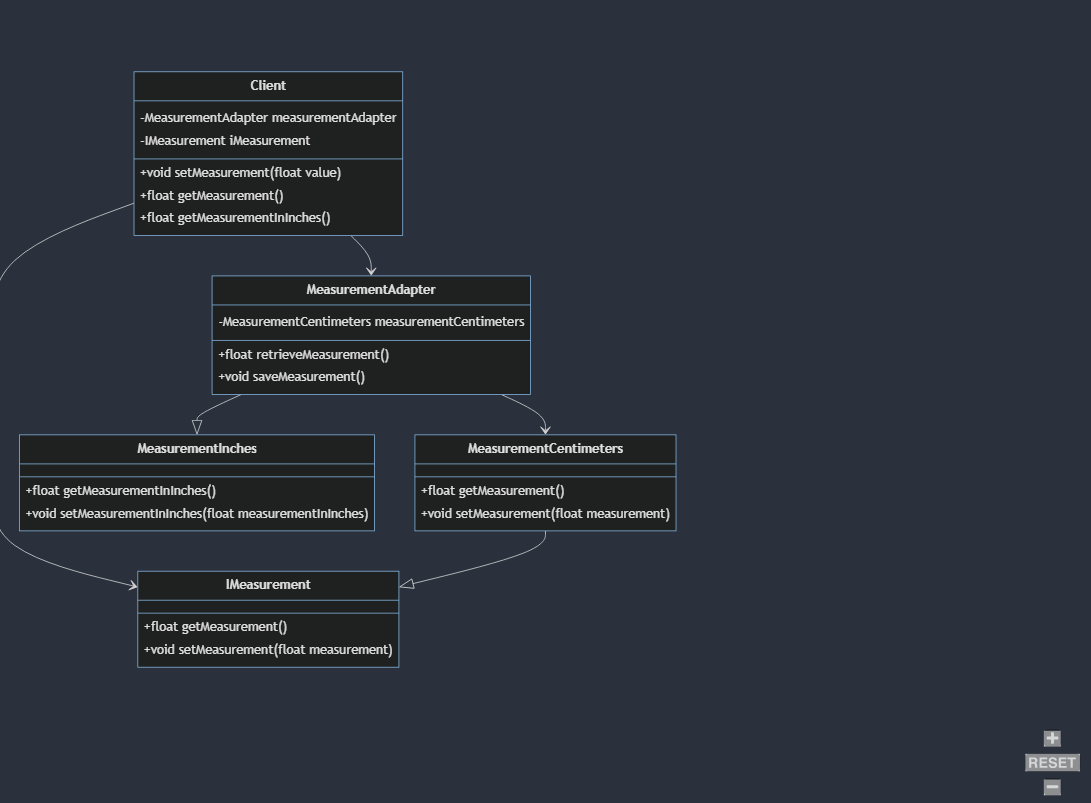 Client
-MeasurementAdapter measurementAdapter
-IMeasurement iMeasurement
+void setMeasurement(float value)
+float getMeasurement()
+float getMeasurementInInches()
MeasurementAdapter
-MeasurementCentimeters measurementCentimeters
+float retrieveMeasurement()
+void saveMeasurement()
MeasurementInches
+float getMeasurementInInches()
+void setMeasurementInInches(float measurementInInches)
MeasurementCentimeters
+float getMeasurement()
+void setMeasurement(float measurement)
IMeasurement
+float getMeasurement()
+void setMeasurement(float measurement)
+
RESET
-